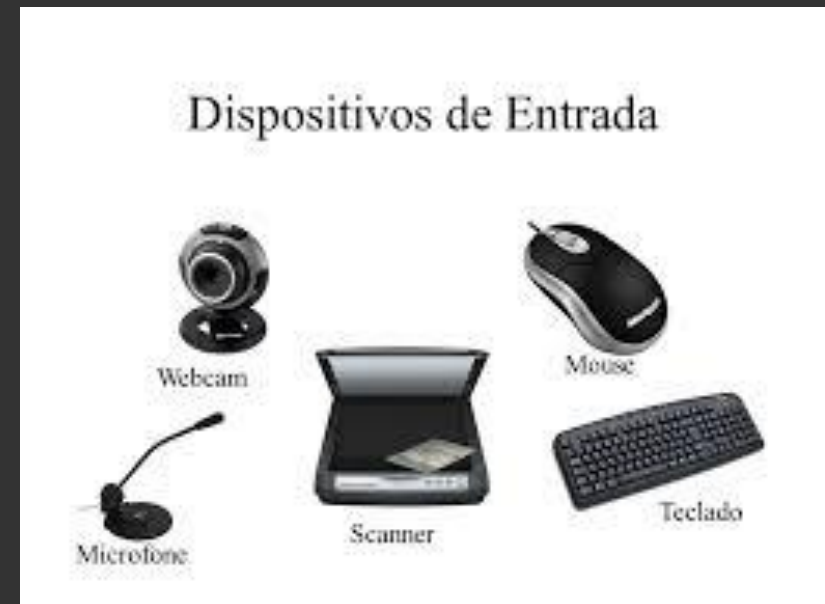 Dispositivos de Entrada
Webcam
Mouse
Microfone
Scanner
Teclado